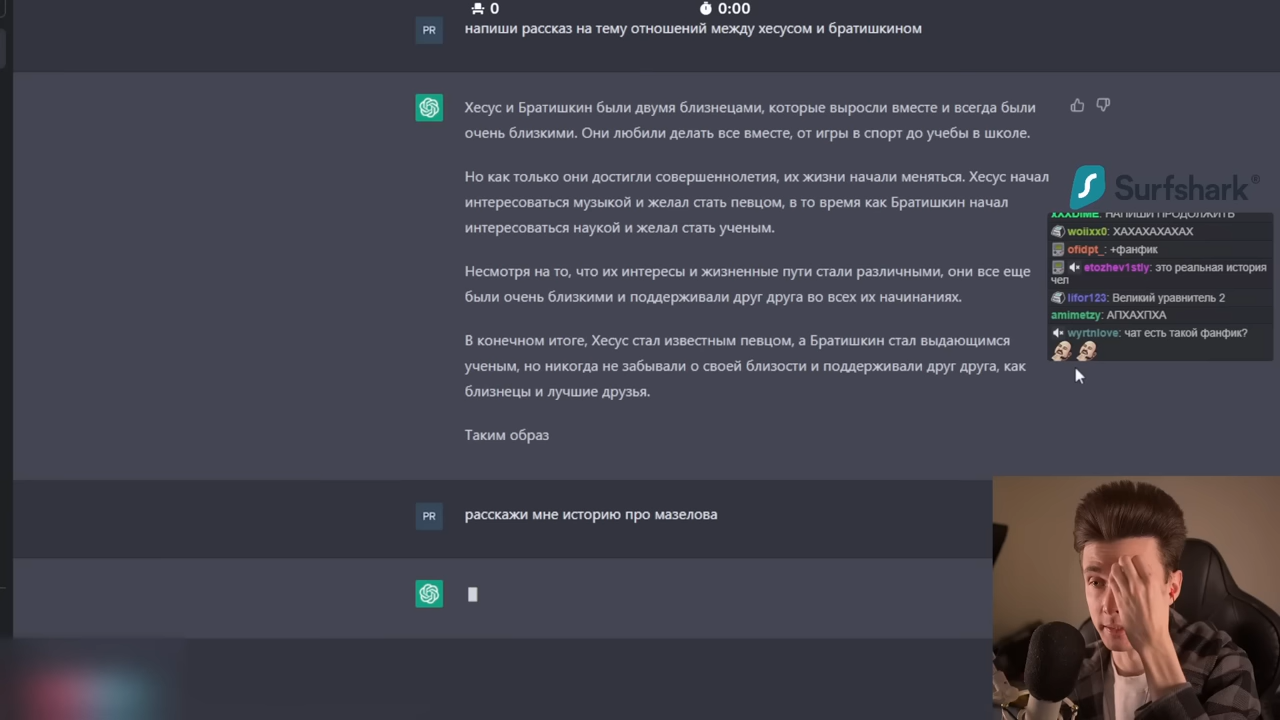 0
0:00
PR
напиши рассказ на тему отношений между хесусом и братишкином
Хесус и Братишкин были двумя близнецами, которые выросли вместе и всегда были
очень близкими. Они любили делать все вместе, от игры в спорт до учебы в школе.
Но как только они достигли совершеннолетия, их жизни начали меняться. Хесус начал
интересоваться музыкой и желал стать певцом, в то время как Братишкин начал
интересоваться наукой и желал стать ученым.
Несмотря на то, что их интересы и жизненные пути стали различными, они все еще
были очень близкими и поддерживали друг друга во всех их начинаниях.
В конечном итоге, Хесус стал известным певцом, а Братишкин стал выдающимся
ученым, но никогда не забывали о своей близости и поддерживали друг друга, как
близнецы и лучшие друзья.
Таким образ
Surfshark®
xxxDIME: НАПИШИ ПРОДОЛЖИТЬ
woiixx0: ХАХАХАХАХАХ
ofidpt_: +фанфик
etozhev1stly: это реальная история
чел
lifor123: Великий уравнитель 2
amimetzy: АПХАХПХА
wyrtnlove: чат есть такой фанфик?
PR
расскажи мне историю про мазелова